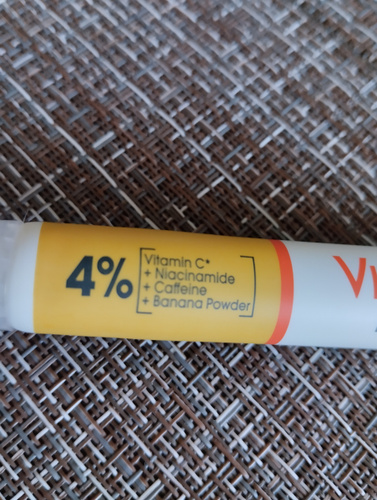 4%
Vitamin C*
+ Niacinamide
+ Caffeine
+ Banana Powder